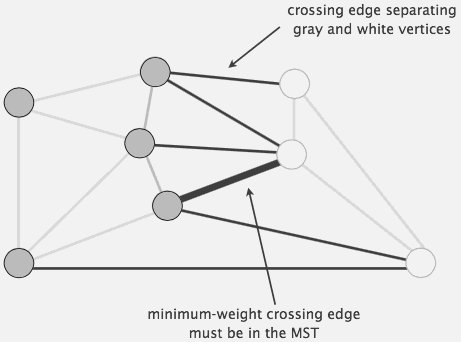 crossing edge separating
gray and white vertices
minimum-weight crossing edge
must be in the MST